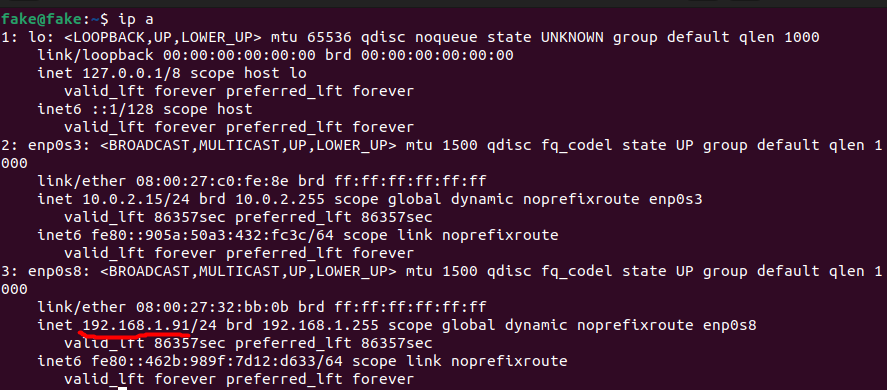 fake@fake:~$ ip a
1: lo: <LOOPBACK,UP,LOWER_UP> mtu 65536 qdisc noqueue state UNKNOWN group default qlen 1000
    link/loopback 00:00:00:00:00:00 brd 00:00:00:00:00:00
    inet 127.0.0.1/8 scope host lo
       valid_lft forever preferred_lft forever
    inet6 ::1/128 scope host
       valid_lft forever preferred_lft forever
2: enp0s3: <BROADCAST,MULTICAST,UP,LOWER_UP> mtu 1500 qdisc fq_codel state UP group default qlen 1
000
    link/ether 08:00:27:c0:fe:8e brd ff:ff:ff:ff:ff:ff
    inet 10.0.2.15/24 brd 10.0.2.255 scope global dynamic noprefixroute enp0s3
       valid_lft 86357sec preferred_lft 86357sec
    inet6 fe80::905a:50a3:432:fc3c/64 scope link noprefixroute
       valid_lft forever preferred_lft forever
3: enp0s8: <BROADCAST,MULTICAST,UP,LOWER_UP> mtu 1500 qdisc fq_codel state UP group default qlen 1
000
    link/ether 08:00:27:32:bb:0b brd ff:ff:ff:ff:ff:ff
    inet 192.168.1.91/24 brd 192.168.1.255 scope global dynamic noprefixroute enp0s8
       valid_lft 86357sec preferred_lft 86357sec
    inet6 fe80::462b:989f:7d12:d633/64 scope link noprefixroute
       valid_lft forever preferred_lft forever